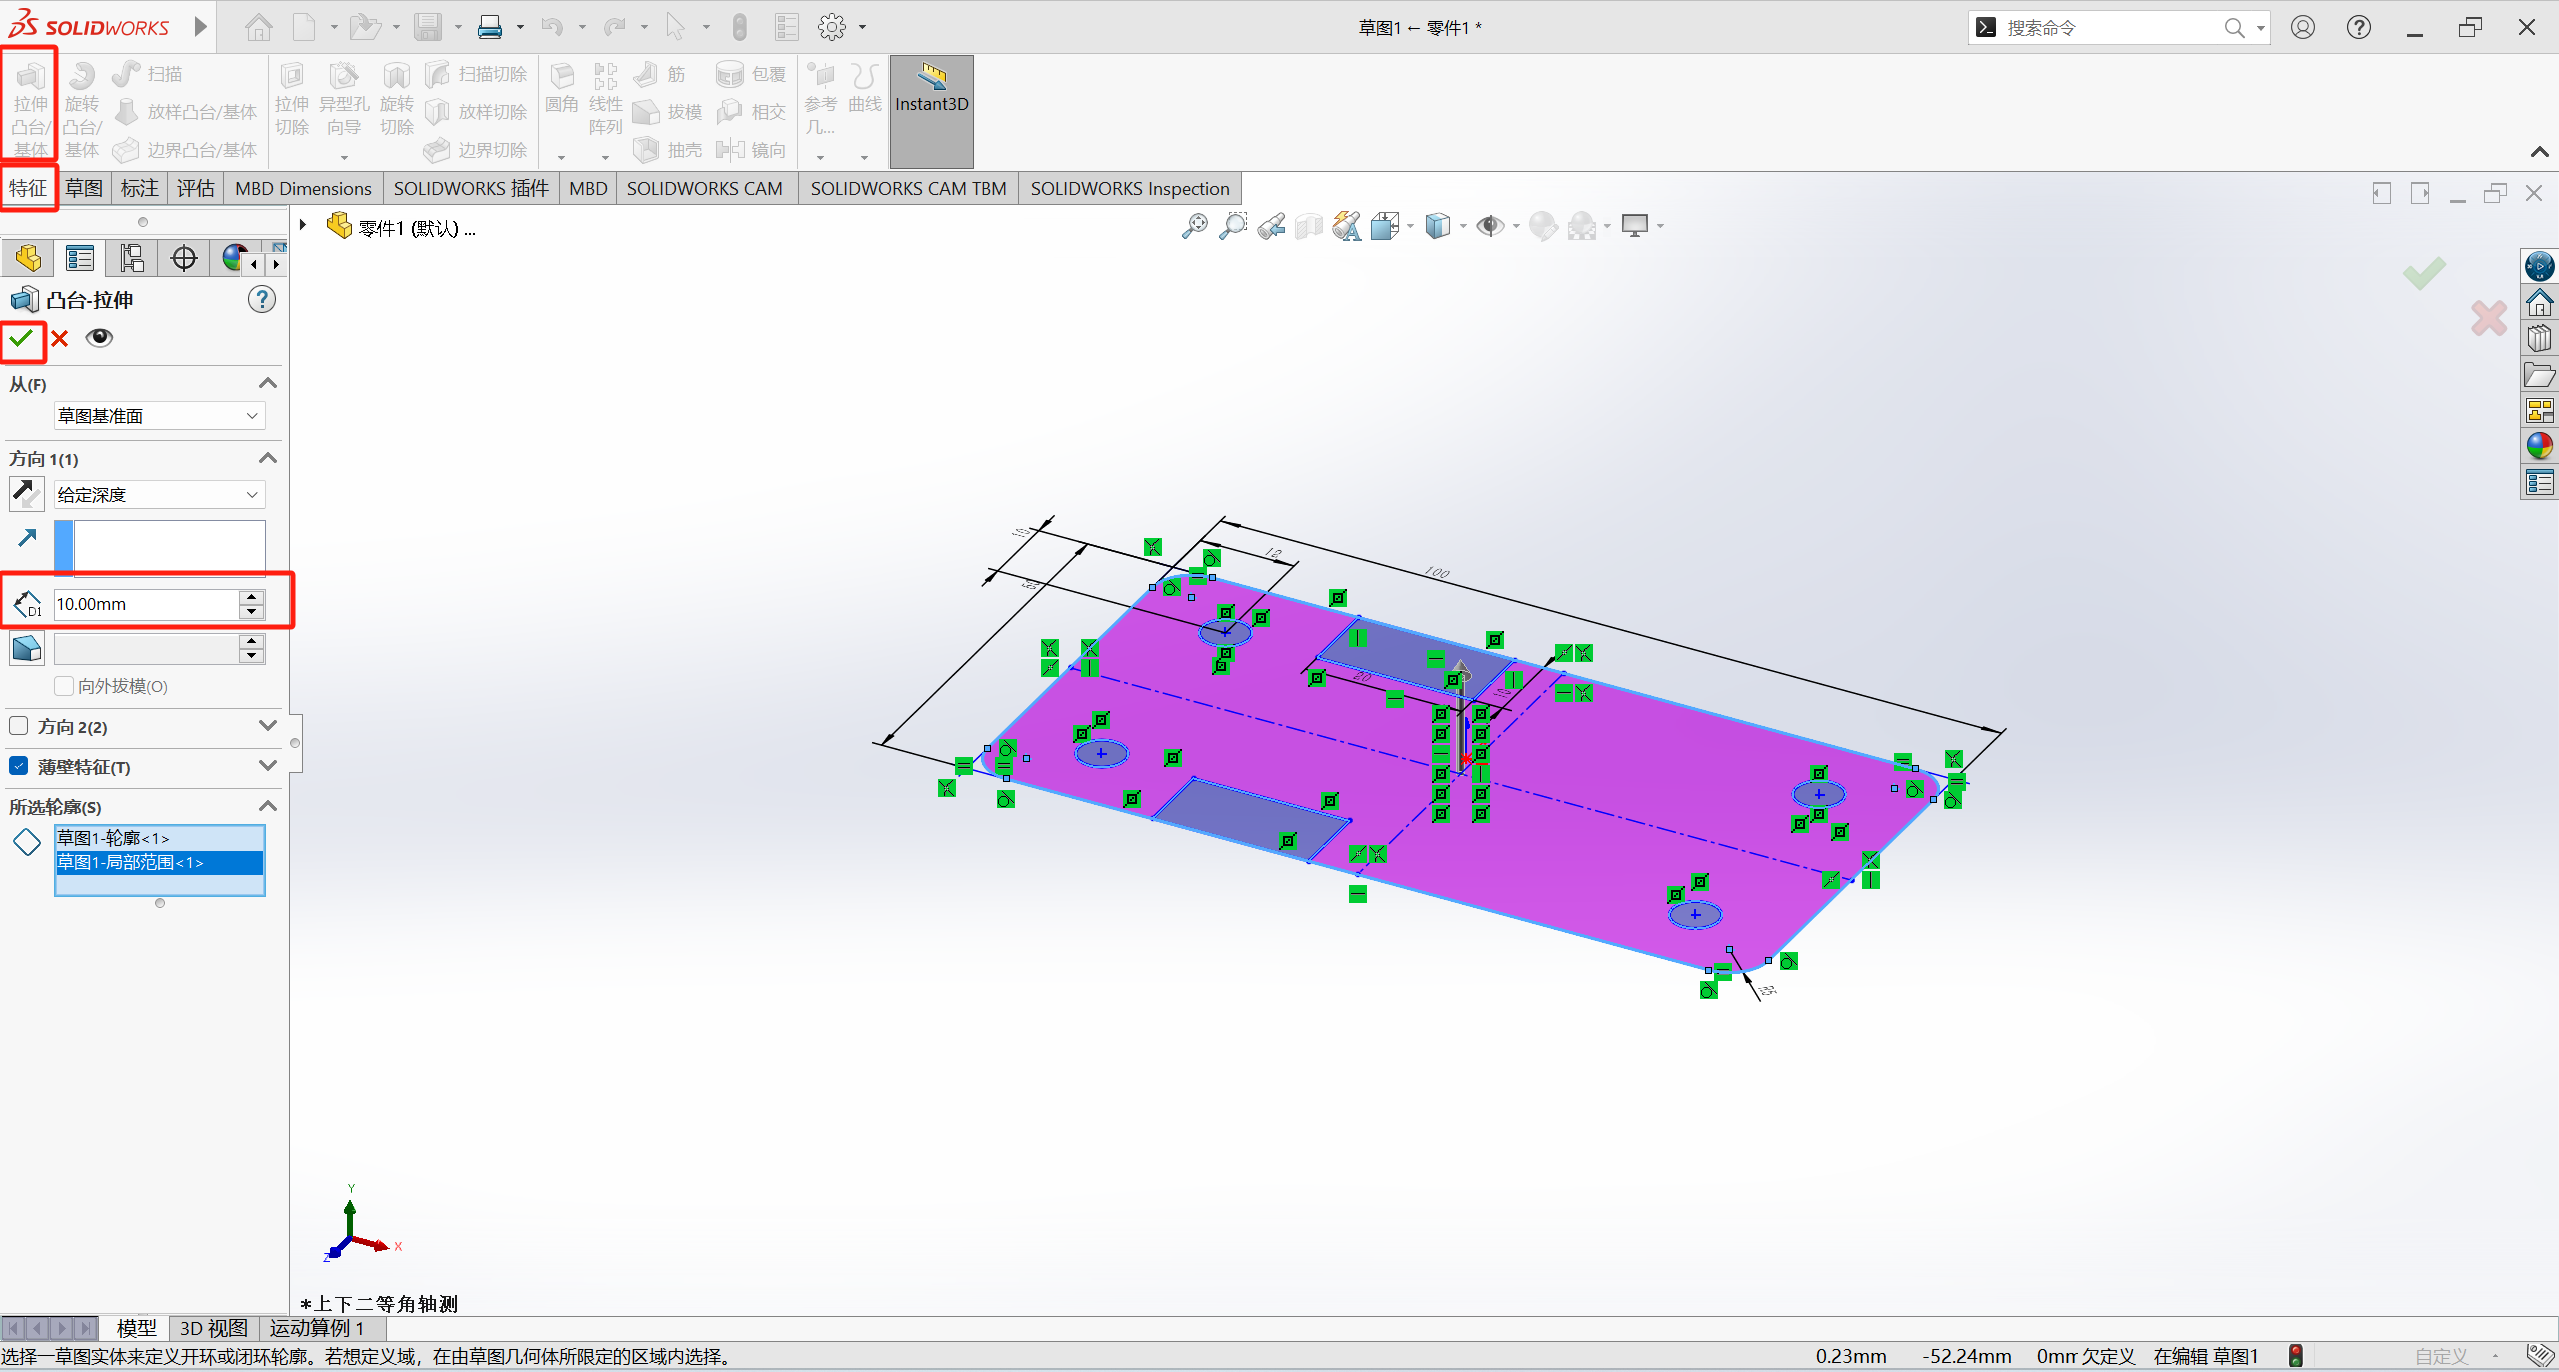 SOLIDWORKS
草图1 ← 零件1 *
搜索命令
拉伸凸台/基体
旋转凸台/基体
扫描
放样凸台/基体
边界凸台/基体
拉伸切除
异型孔向导
旋转切除
扫描切除
放样切除
边界切除
圆角
线性阵列
筋
拔模
抽壳
包覆
相交
镜向
参考几...
曲线
Instant3D
特征
草图
标注
评估
MBD Dimensions
SOLIDWORKS 插件
MBD
SOLIDWORKS CAM
SOLIDWORKS CAM TBM
SOLIDWORKS Inspection
零件1 (默认) ...
凸台-拉伸
从(F)
草图基准面
方向 1(1)
给定深度
D1
10.00mm
向外拔模(O)
方向 2(2)
薄壁特征(T)
所选轮廓(S)
草图1-轮廓<1>
草图1-局部范围<1>
10
12
100
20
10
R5
Y
X
Z
*上下二等角轴测
模型
3D 视图
运动算例 1
选择一草图实体来定义开环或闭环轮廓。若想定义域，在由草图几何体所限定的区域内选择。
0.23mm
-52.24mm
0mm 欠定义
在编辑 草图1
自定义